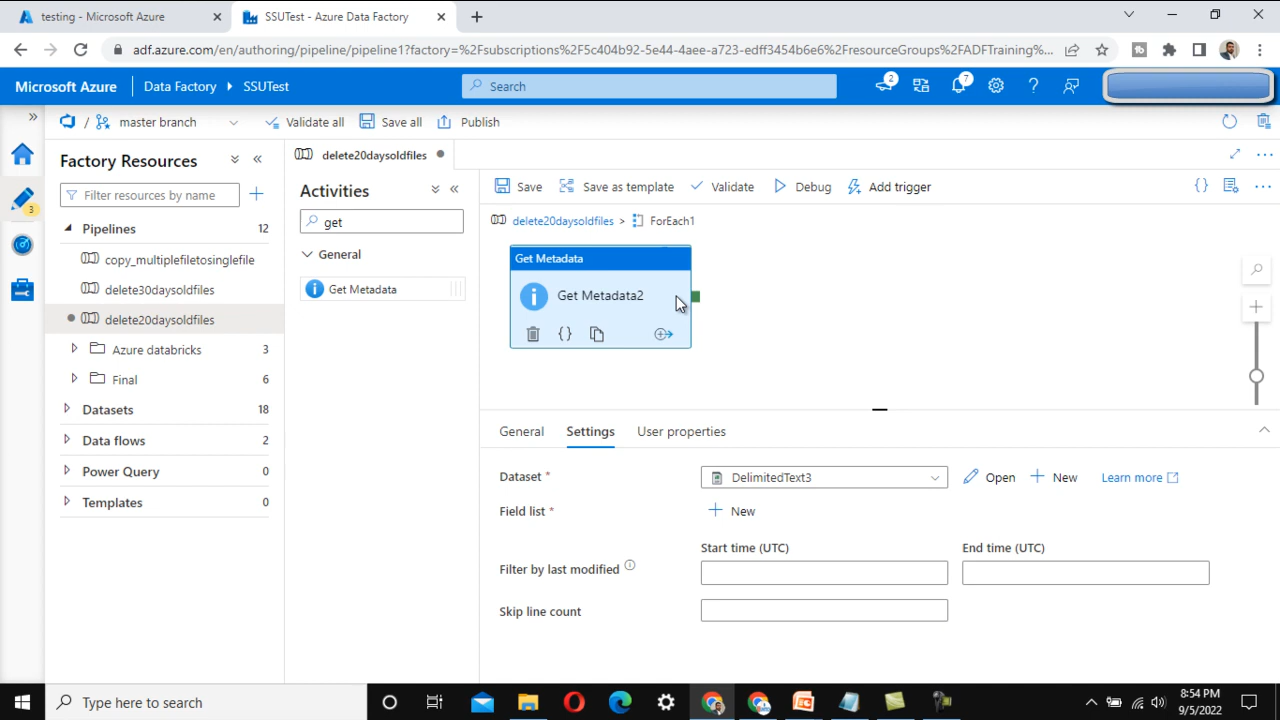 testing - Microsoft Azure
SSUTest - Azure Data Factory
adf.azure.com/en/authoring/pipeline/pipeline1?factory=%2Fsubscriptions%2F5c404b92-5e44-4aee-a723-edff3454b6e6%2FresourceGroups%2FADFTraining%...
Microsoft Azure
Data Factory
SSUTest
Search
2
7
/ master branch
Validate all
Save all
Publish
Factory Resources
Filter resources by name
3
Pipelines 12
copy_multiplefiletosinglefile
delete30daysoldfiles
delete20daysoldfiles
Azure databricks 3
Final 6
Datasets 18
Data flows 2
Power Query 0
Templates 0
delete20daysoldfiles
Activities
get
General
Get Metadata
Save
Save as template
Validate
Debug
Add trigger
{}
delete20daysoldfiles > ForEach1
Get Metadata
Get Metadata2
{}
General
Settings
User properties
Dataset *
DelimitedText3
Open
New
Learn more
Field list *
New
Start time (UTC)
End time (UTC)
Filter by last modified
Skip line count
Type here to search
8:54 PM
9/5/2022